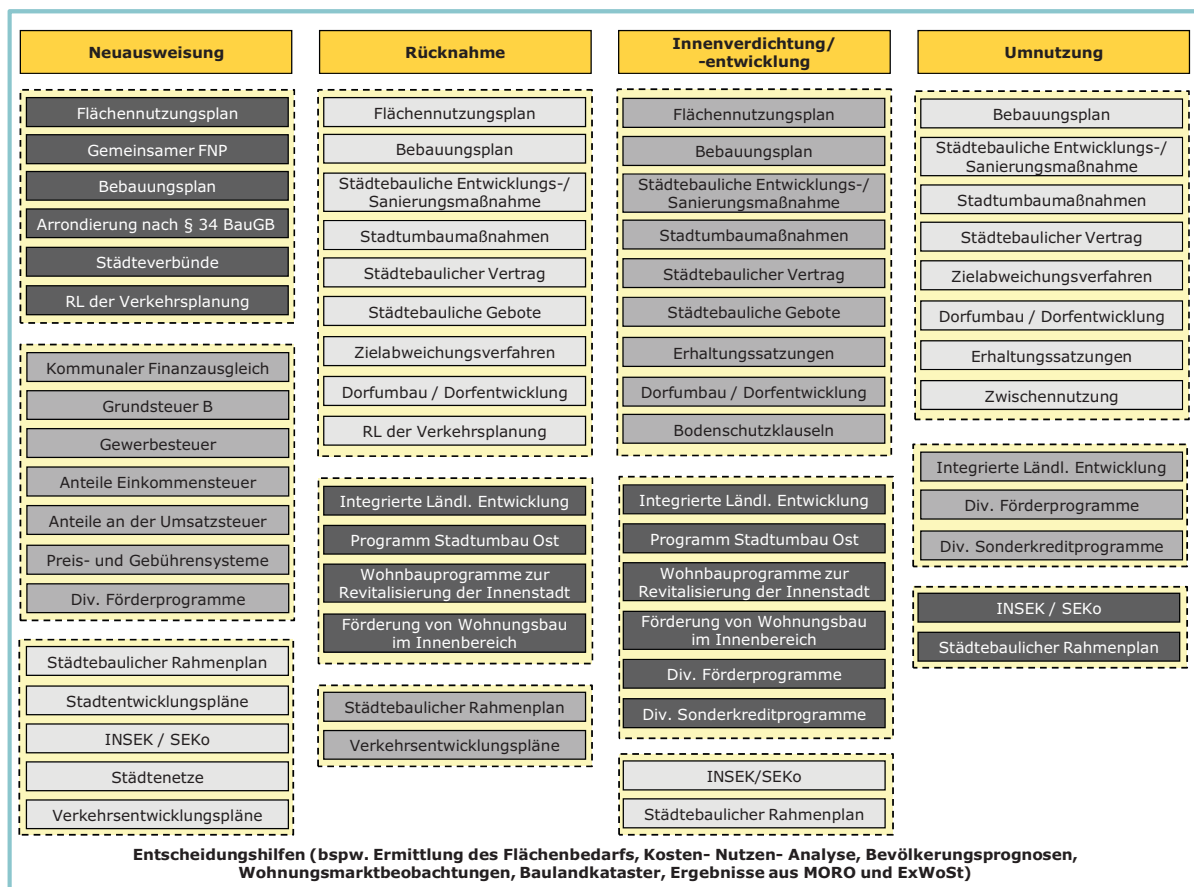 Neuausweisung
Flächennutzungsplan
Gemeinsamer FNP
Bebauungsplan
Arrondierung nach § 34 BauGB
Städteverbünde
RL der Verkehrsplanung
Kommunaler Finanzausgleich
Grundsteuer B
Gewerbesteuer
Anteile Einkommensteuer
Anteile an der Umsatzsteuer
Preis- und Gebührensysteme
Div. Förderprogramme
Städtebaulicher Rahmenplan
Stadtentwicklungspläne
INSEK / SEKo
Städtenetze
Verkehrsentwicklungspläne
Rücknahme
Flächennutzungsplan
Bebauungsplan
Städtebauliche Entwicklungs-/
Sanierungsmaßnahme
Stadtumbaumaßnahmen
Städtebaulicher Vertrag
Städtebauliche Gebote
Zielabweichungsverfahren
Dorfumbau / Dorfentwicklung
RL der Verkehrsplanung
Integrierte Ländl. Entwicklung
Programm Stadtumbau Ost
Wohnbauprogramme zur
Revitalisierung der Innenstadt
Förderung von Wohnungsbau
im Innenbereich
Städtebaulicher Rahmenplan
Verkehrsentwicklungspläne
Innenverdichtung/
-entwicklung
Flächennutzungsplan
Bebauungsplan
Städtebauliche Entwicklungs-/
Sanierungsmaßnahme
Stadtumbaumaßnahmen
Städtebaulicher Vertrag
Städtebauliche Gebote
Erhaltungssatzungen
Dorfumbau / Dorfentwicklung
Bodenschutzklauseln
Integrierte Ländl. Entwicklung
Programm Stadtumbau Ost
Wohnbauprogramme zur
Revitalisierung der Innenstadt
Förderung von Wohnungsbau
im Innenbereich
Div. Förderprogramme
Div. Sonderkreditprogramme
INSEK/SEKo
Städtebaulicher Rahmenplan
Umnutzung
Bebauungsplan
Städtebauliche Entwicklungs-/
Sanierungsmaßnahme
Stadtumbaumaßnahmen
Städtebaulicher Vertrag
Zielabweichungsverfahren
Dorfumbau / Dorfentwicklung
Erhaltungssatzungen
Zwischennutzung
Integrierte Ländl. Entwicklung
Div. Förderprogramme
Div. Sonderkreditprogramme
INSEK / SEKo
Städtebaulicher Rahmenplan
Entscheidungshilfen (bspw. Ermittlung des Flächenbedarfs, Kosten- Nutzen- Analyse, Bevölkerungsprognosen,
Wohnungsmarktbeobachtungen, Baulandkataster, Ergebnisse aus MORO und ExWoSt)